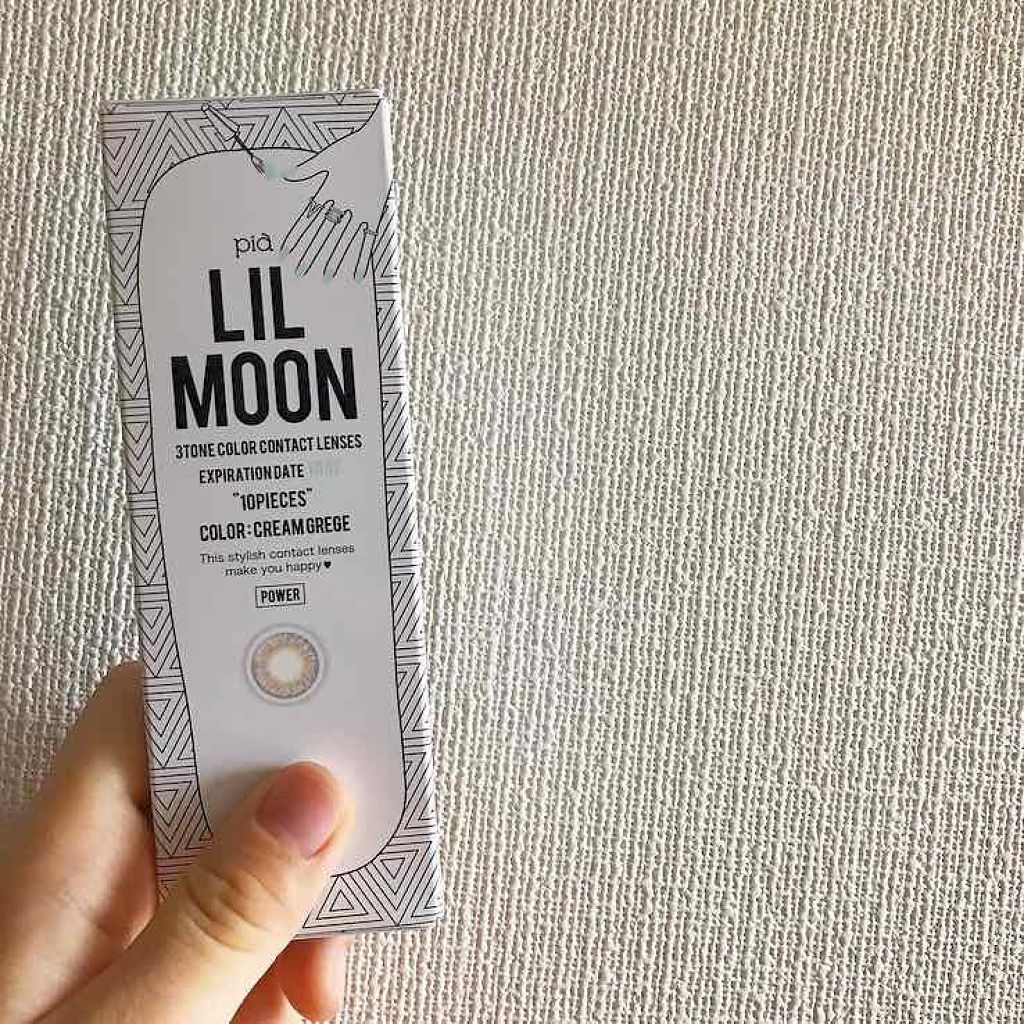 pià
LIL
MOON
3TONE COLOR CONTACT LENSES
EXPIRATION DATE
"10PIECES"
COLOR:CREAM GREGE
This stylish contact lenses
make you happy♥
POWER